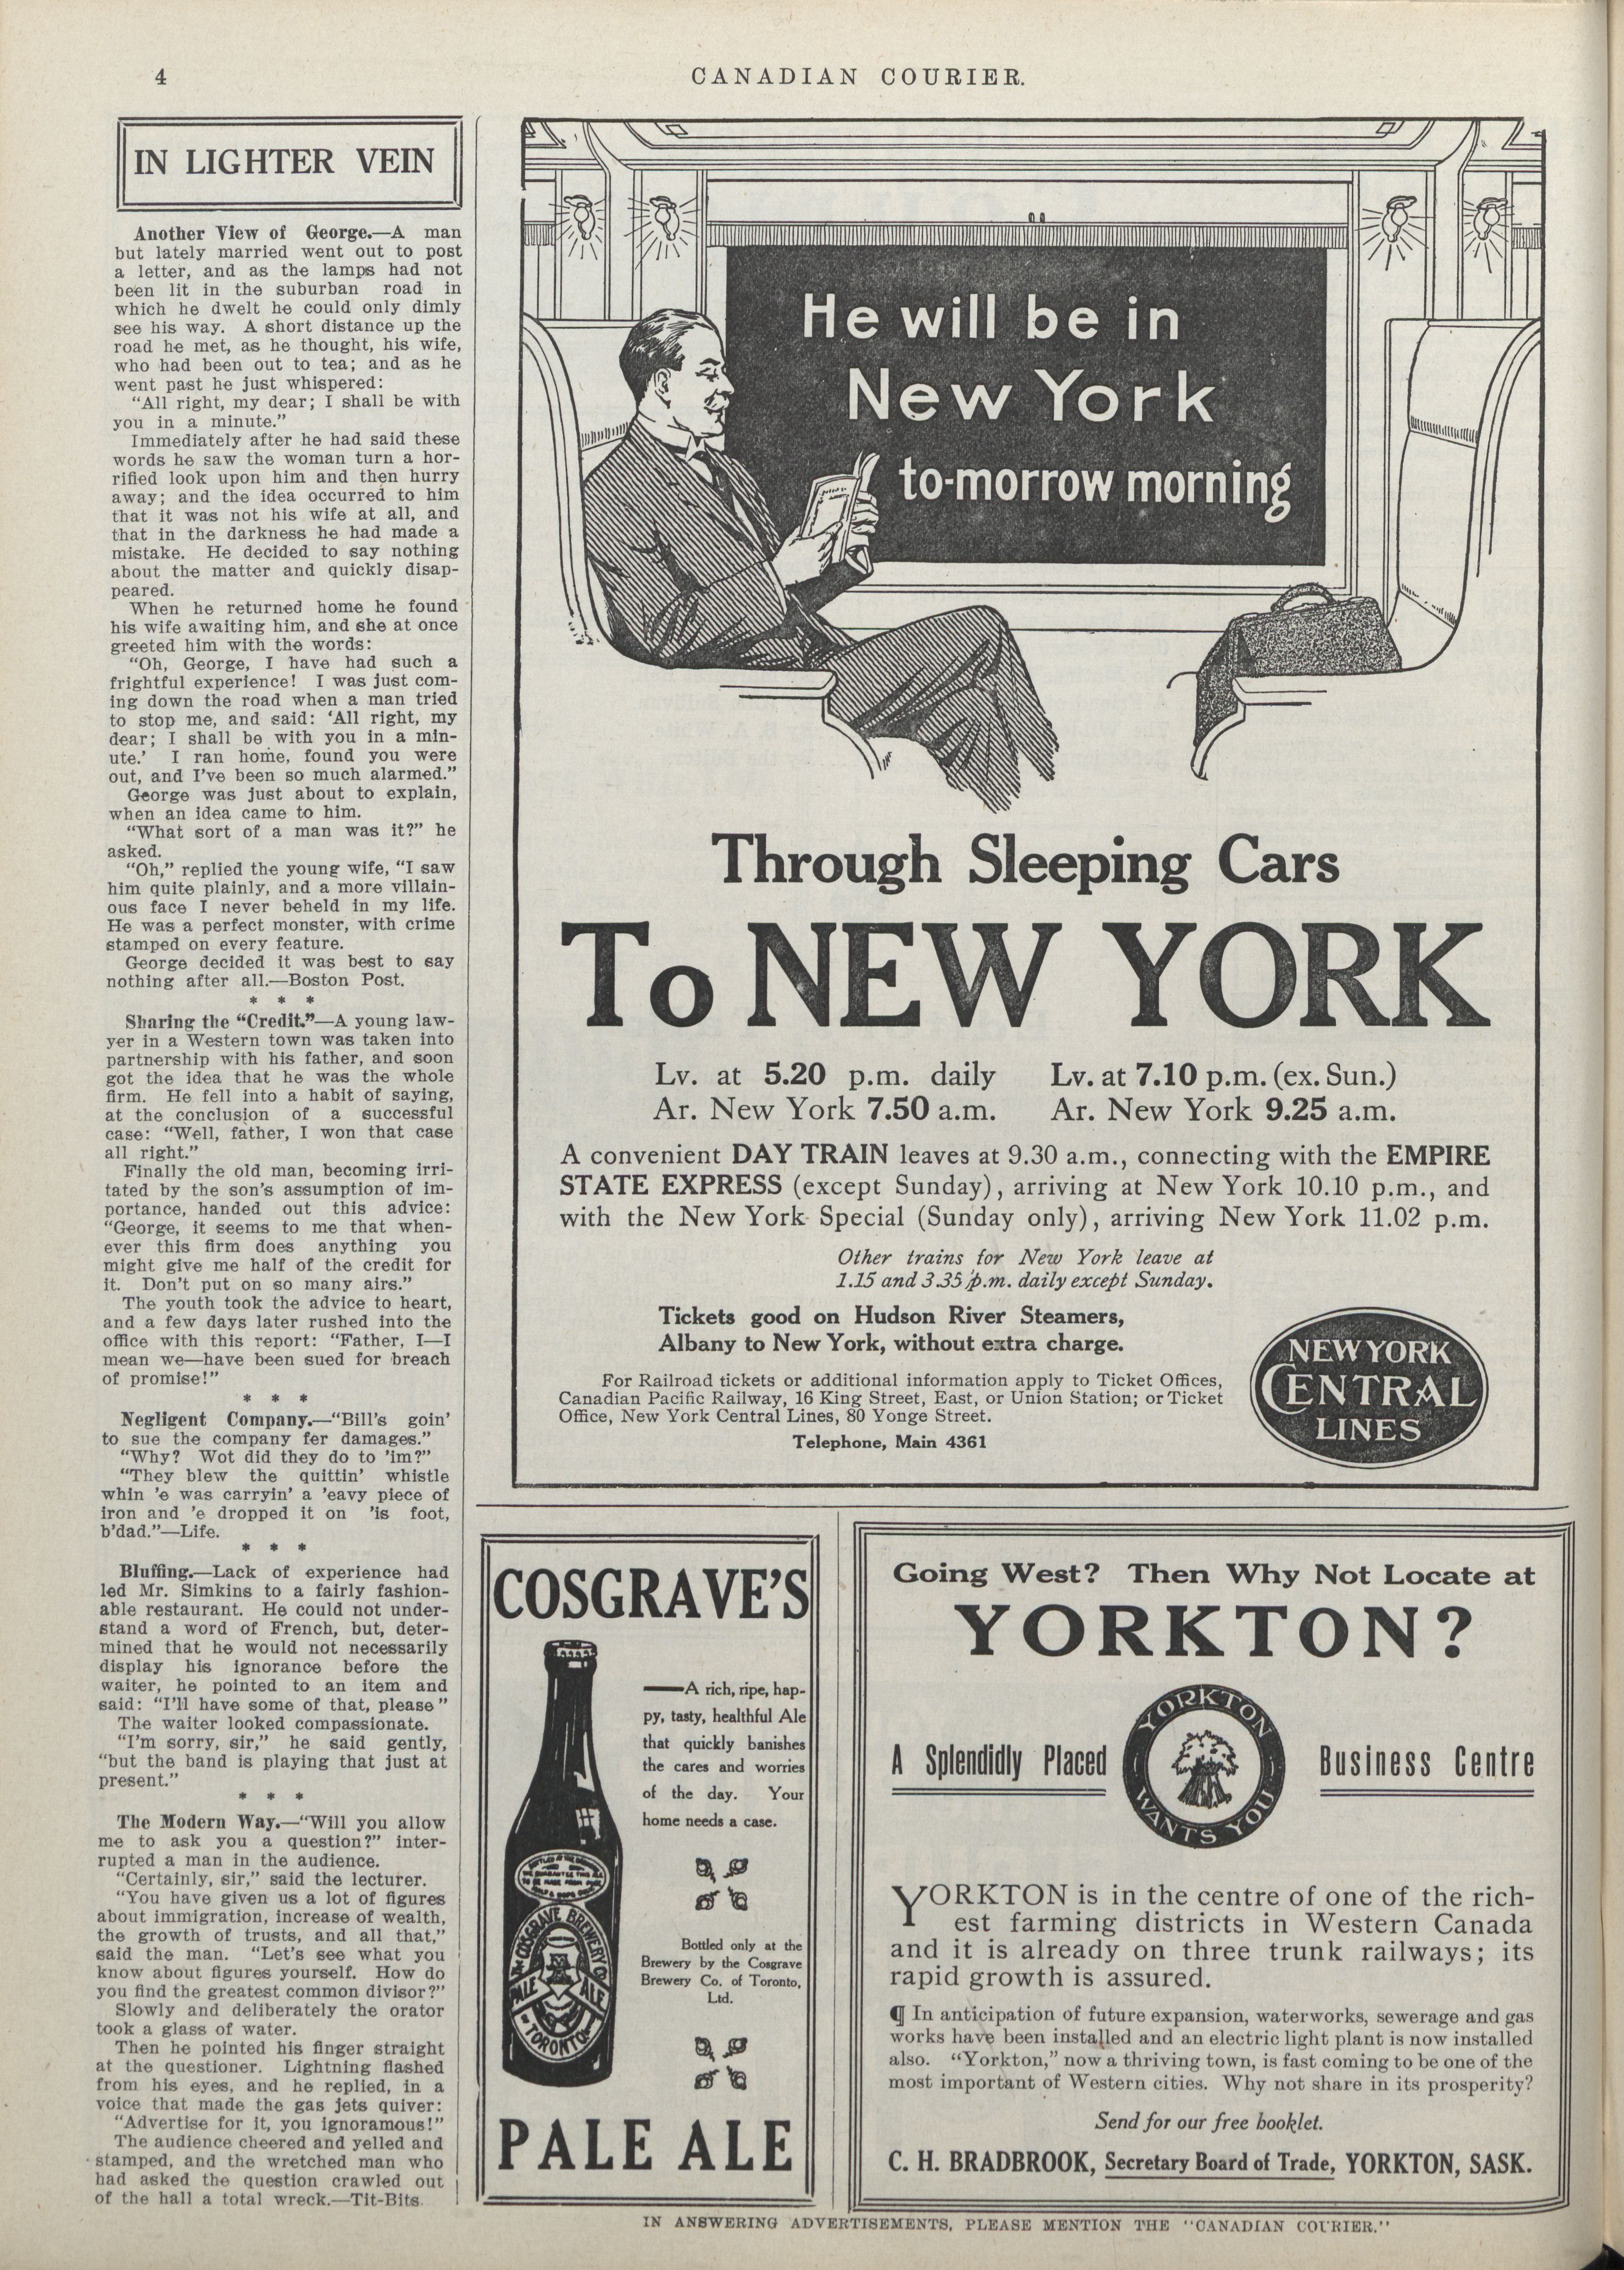 4
CANADIAN COURIER.
IN LIGHTER VEIN
Another View of George.—A man
but lately married went out to post
a letter, and as the lamps had not
been lit in the suburban road in
which he dwelt he could only dimly
see his way. A short distance up the
road he met, as he thought, his wife,
who had been out to tea; and as he
went past he just whispered:
“All right, my dear; I shall be with
you in a minute.”
Immediately after he had said these
words he saw the woman turn a hor-
rified look upon him and then hurry
away; and the idea occurred to him
that it was not his wife at all, and
that in the darkness he had made a
mistake. He decided to say nothing
about the matter and quickly disap-
peared.
When he returned home he found
his wife awaiting him, and she at once
greeted him with the words:
“Oh, George, I have had such a
frightful experience! I was just com-
ing down the road when a man tried
to stop me, and said: ‘All right, my
dear; I shall be with you in a min-
ute.’ I ran home, found you were
out, and I've been so much alarmed.”
George was just about to explain,
when an idea came to him.
“What sort of a man was it?” he
asked.
“Oh,” replied the young wife, “I saw
him quite plainly, and a more villain-
ous face I never beheld in my life.
He was a perfect monster, with crime
stamped on every feature.
George decided it was best to say
nothing after all.—Boston Post.
* * *
Sharing the “Credit.”—A young law-
yer in a Western town was taken into
partnership with his father, and soon
got the idea that he was the whole
firm. He fell into a habit of saying,
at the conclusion of a successful
case: “Well, father, I won that case
all right.”
Finally the old man, becoming irri-
tated by the son's assumption of im-
portance, handed out this advice:
“George, it seems to me that when-
ever this firm does anything you
might give me half of the credit for
it. Don't put on so many airs.”
The youth took the advice to heart,
and a few days later rushed into the
office with this report: “Father, I—I
mean we—have been sued for breach
of promise!”
* * *
Negligent Company.—“Bill's goin'
to sue the company fer damages.”
“Why? Wot did they do to 'im?”
“They blew the quittin' whistle
whin 'e was carryin' a 'eavy piece of
iron and 'e dropped it on 'is foot,
b'dad.”—Life.
* * *
Bluffing.—Lack of experience had
led Mr. Simkins to a fairly fashion-
able restaurant. He could not under-
stand a word of French, but, deter-
mined that he would not necessarily
display his ignorance before the
waiter, he pointed to an item and
said: “I'll have some of that, please”
The waiter looked compassionate.
“I'm sorry, sir,” he said gently,
“but the band is playing that just at
present.”
* * *
The Modern Way.—“Will you allow
me to ask you a question?” inter-
rupted a man in the audience.
“Certainly, sir,” said the lecturer.
“You have given us a lot of figures
about immigration, increase of wealth,
the growth of trusts, and all that,”
said the man. “Let's see what you
know about figures yourself. How do
you find the greatest common divisor?”
Slowly and deliberately the orator
took a glass of water.
Then he pointed his finger straight
at the questioner. Lightning flashed
from his eyes, and he replied, in a
voice that made the gas jets quiver:
“Advertise for it, you ignoramus!”
The audience cheered and yelled and
stamped, and the wretched man who
had asked the question crawled out
of the hall a total wreck.—Tit-Bits.
He will be in
New York
to-morrow morning
Through Sleeping Cars
To NEW YORK
Lv. at 5.20 p.m. daily
Ar. New York 7.50 a.m.
Lv. at 7.10 p.m. (ex. Sun.)
Ar. New York 9.25 a.m.
A convenient DAY TRAIN leaves at 9.30 a.m., connecting with the EMPIRE
STATE EXPRESS (except Sunday), arriving at New York 10.10 p.m., and
with the New York Special (Sunday only), arriving New York 11.02 p.m.
Other trains for New York leave at
1.15 and 3.35 p.m. daily except Sunday.
Tickets good on Hudson River Steamers,
Albany to New York, without extra charge.
For Railroad tickets or additional information apply to Ticket Offices,
Canadian Pacific Railway, 16 King Street, East, or Union Station; or Ticket
Office, New York Central Lines, 80 Yonge Street.
Telephone, Main 4361
NEW YORK
CENTRAL
LINES
COSGRAVE'S
—A rich, ripe, hap-
py, tasty, healthful Ale
that quickly banishes
the cares and worries
of the day. Your
home needs a case.
Bottled only at the
Brewery by the Cosgrave
Brewery Co. of Toronto,
Ltd.
THE COSGRAVE BREWERY CO.
PALE ALE
TORONTO
PALE ALE
Going West? Then Why Not Locate at
YORKTON?
A Splendidly Placed
YORKTON
WANTS YOU
Business Centre
YORKTON is in the centre of one of the rich-
est farming districts in Western Canada
and it is already on three trunk railways; its
rapid growth is assured.
¶ In anticipation of future expansion, waterworks, sewerage and gas
works have been installed and an electric light plant is now installed
also. “Yorkton,” now a thriving town, is fast coming to be one of the
most important of Western cities. Why not share in its prosperity?
Send for our free booklet.
C. H. BRADBROOK, Secretary Board of Trade, YORKTON, SASK.
IN ANSWERING ADVERTISEMENTS, PLEASE MENTION THE “CANADIAN COURIER.”